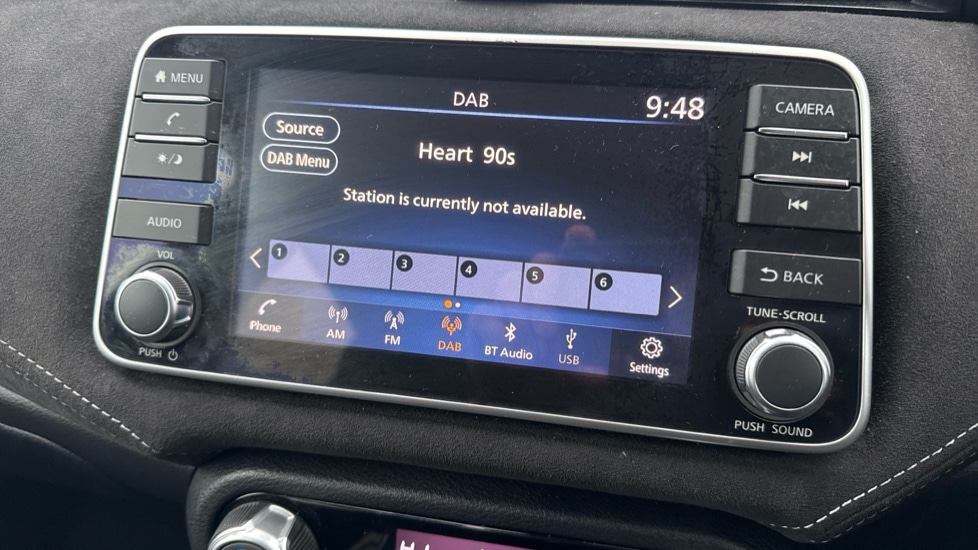 MENU
AUDIO
VOL
PUSH
DAB
9:48
Source
DAB Menu
Heart 90s
Station is currently not available.
1 2 3 4 5 6
Phone
AM
FM
DAB
BT Audio
USB
Settings
CAMERA
BACK
TUNE·SCROLL
PUSH SOUND